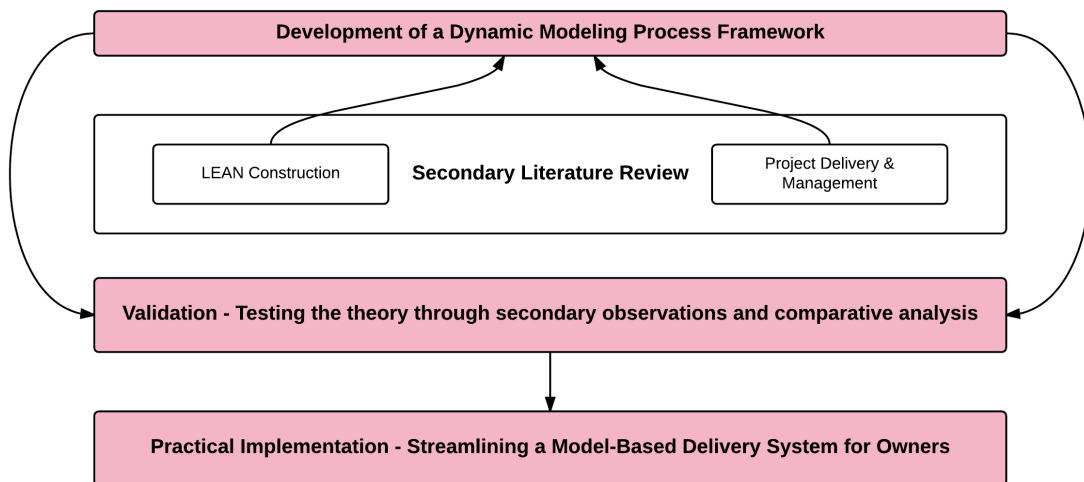 Development of a Dynamic Modeling Process Framework
LEAN Construction
Secondary Literature Review
Project Delivery &
Management
Validation - Testing the theory through secondary observations and comparative analysis
Practical Implementation - Streamlining a Model-Based Delivery System for Owners